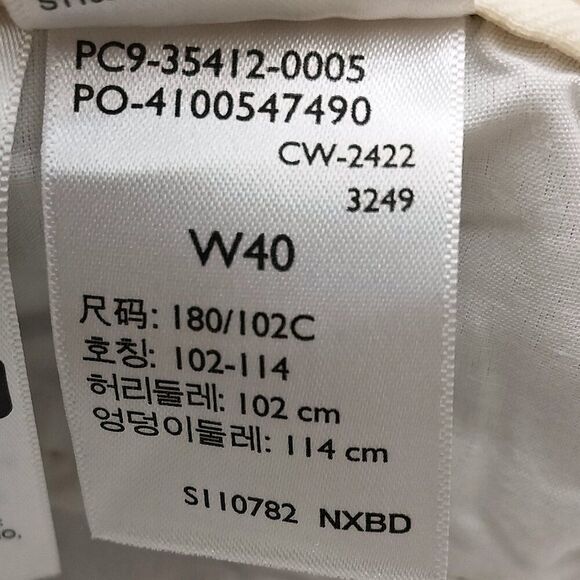 PC9-35412-0005
PO-4100547490
CW-2422
3249
W40
尺码: 180/102C
호칭: 102-114
허리둘레: 102 cm
엉덩이둘레: 114 cm
S110782 NXBD